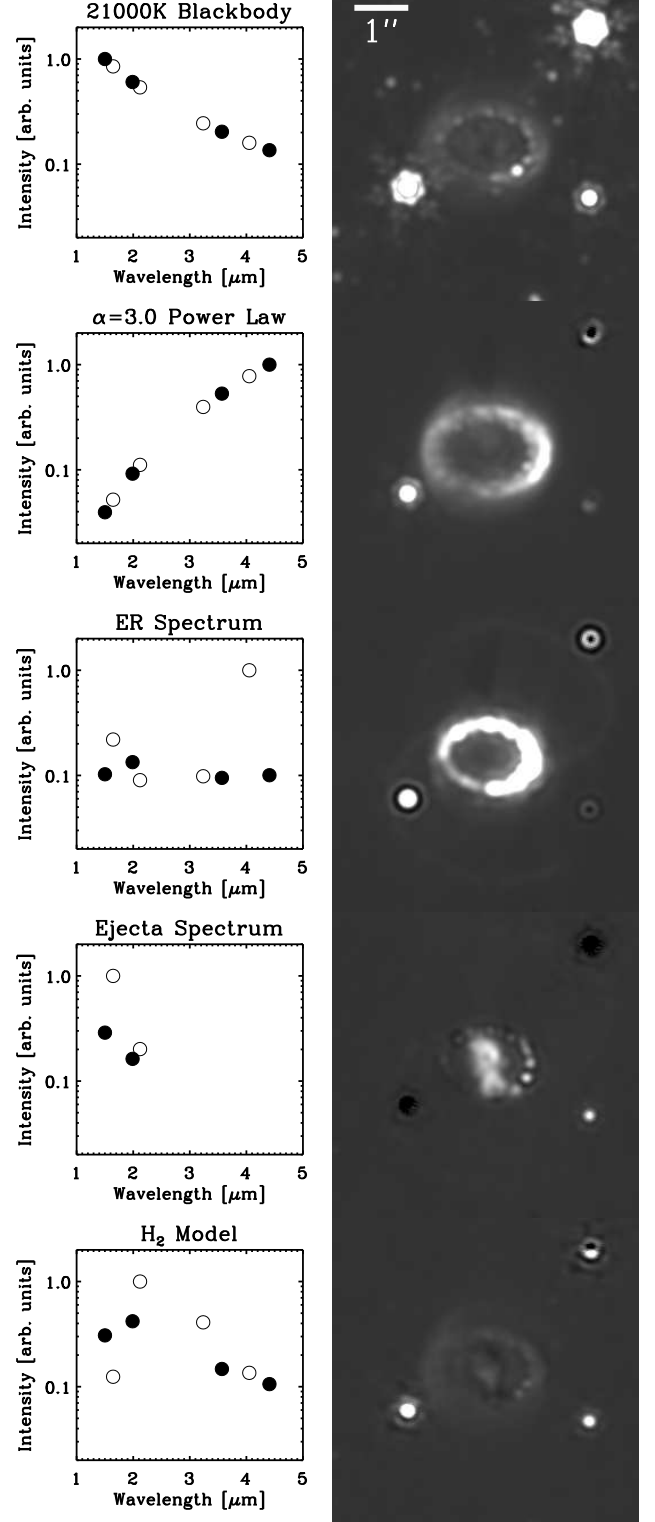 21000K Blackbody
1″
Intensity [arb. units]
1.0
0.1
1 2 3 4 5
Wavelength [μm]
α=3.0 Power Law
Intensity [arb. units]
1.0
0.1
1 2 3 4 5
Wavelength [μm]
ER Spectrum
Intensity [arb. units]
1.0
0.1
1 2 3 4 5
Wavelength [μm]
Ejecta Spectrum
Intensity [arb. units]
1.0
0.1
1 2 3 4 5
Wavelength [μm]
H₂ Model
Intensity [arb. units]
1.0
0.1
1 2 3 4 5
Wavelength [μm]